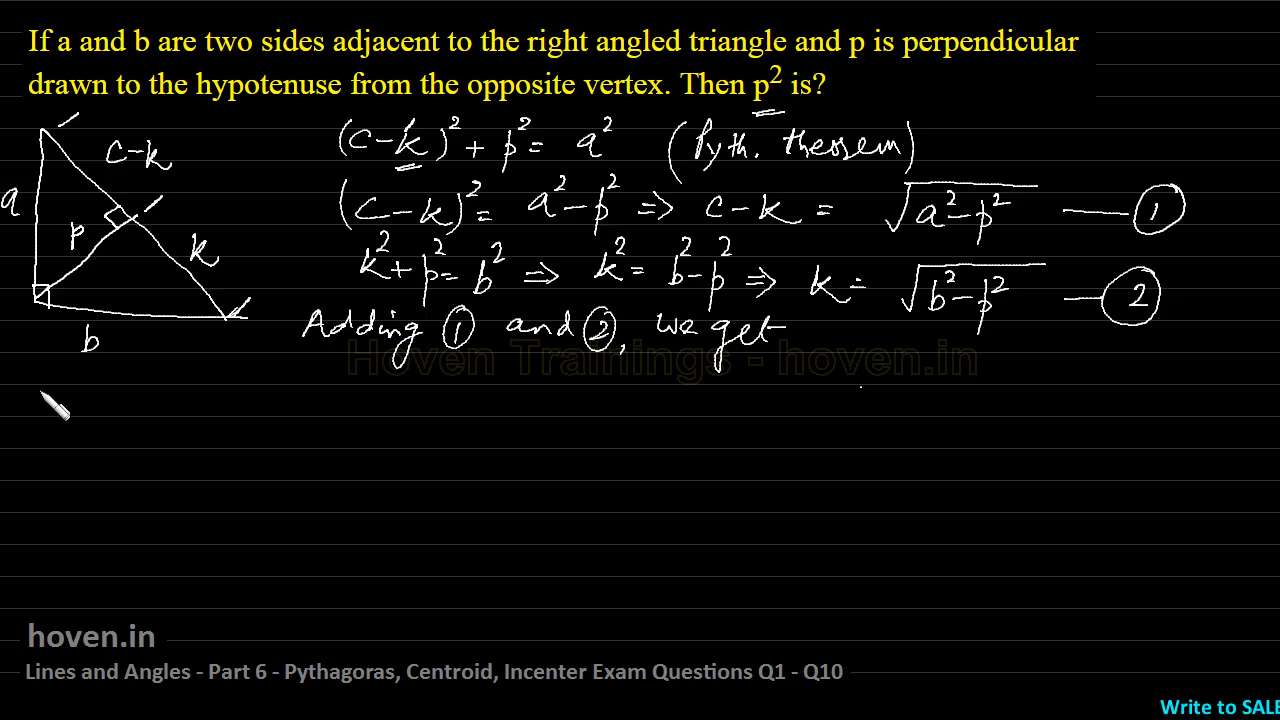 If a and b are two sides adjacent to the right angled triangle and p is perpendicular
drawn to the hypotenuse from the opposite vertex. Then p² is?
c-k
a
p
k
b
(c-k)² + p² = a² (Pyth. theorem)
(c-k)² = a²-p² ⇒ c-k = √(a²-p²) — ①
k²+p² = b² ⇒ k² = b²-p² ⇒ k = √(b²-p²) — ②
Adding ① and ②, we get
Hoven Trainings - hoven.in
hoven.in
Lines and Angles - Part 6 - Pythagoras, Centroid, Incenter Exam Questions Q1 - Q10
Write to SALE